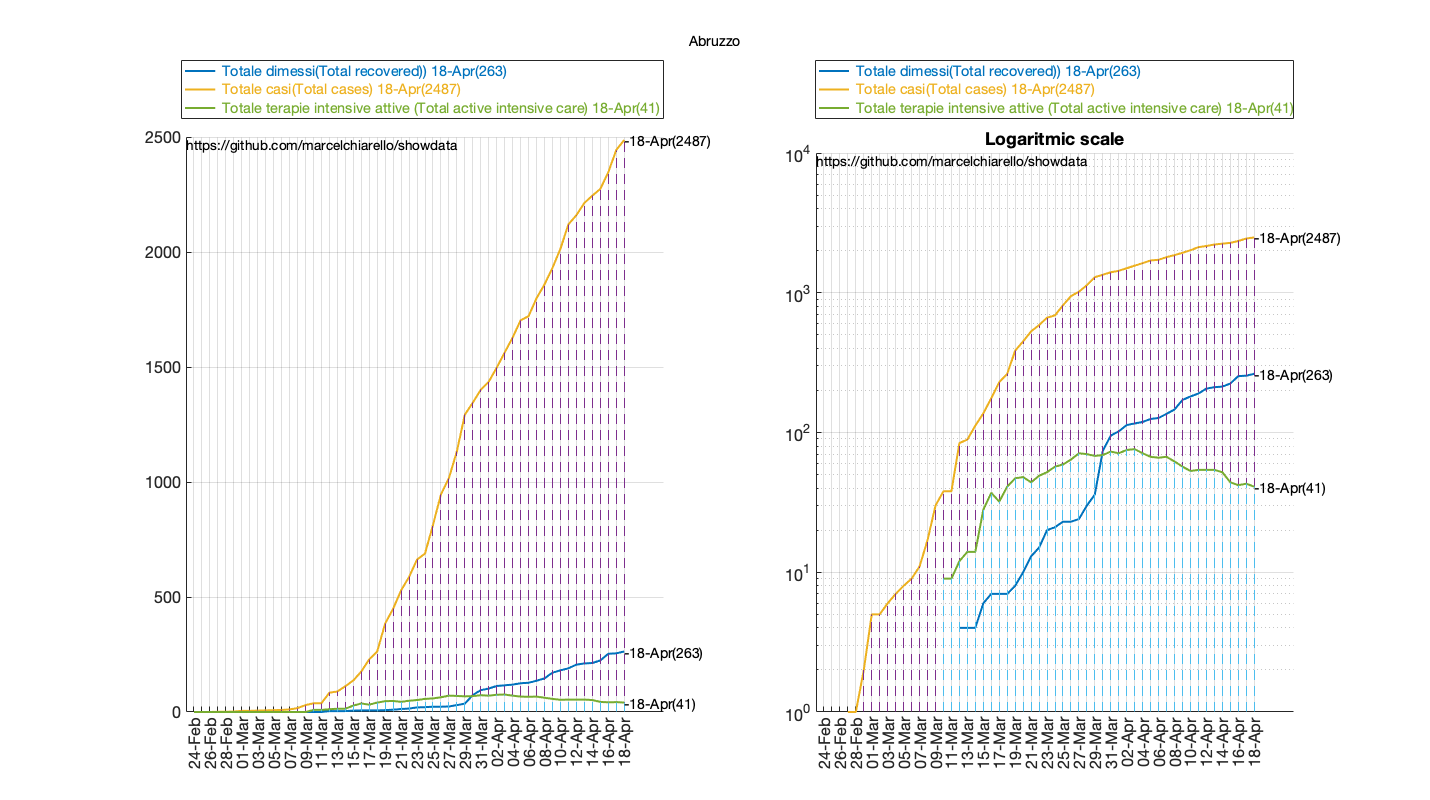 Abruzzo
Totale dimessi(Total recovered)) 18-Apr(263)
Totale casi(Total cases) 18-Apr(2487)
Totale terapie intensive attive (Total active intensive care) 18-Apr(41)
https://github.com/marcelchiarello/showdata
2500
2000
1500
1000
500
0
18-Apr(2487)
18-Apr(263)
18-Apr(41)
24-Feb
26-Feb
28-Feb
01-Mar
03-Mar
05-Mar
07-Mar
09-Mar
11-Mar
13-Mar
15-Mar
17-Mar
19-Mar
21-Mar
23-Mar
25-Mar
27-Mar
29-Mar
31-Mar
02-Apr
04-Apr
06-Apr
08-Apr
10-Apr
12-Apr
14-Apr
16-Apr
18-Apr
Totale dimessi(Total recovered)) 18-Apr(263)
Totale casi(Total cases) 18-Apr(2487)
Totale terapie intensive attive (Total active intensive care) 18-Apr(41)
Logaritmic scale
https://github.com/marcelchiarello/showdata
10⁴
10³
10²
10¹
10⁰
18-Apr(2487)
18-Apr(263)
18-Apr(41)
24-Feb
26-Feb
28-Feb
01-Mar
03-Mar
05-Mar
07-Mar
09-Mar
11-Mar
13-Mar
15-Mar
17-Mar
19-Mar
21-Mar
23-Mar
25-Mar
27-Mar
29-Mar
31-Mar
02-Apr
04-Apr
06-Apr
08-Apr
10-Apr
12-Apr
14-Apr
16-Apr
18-Apr